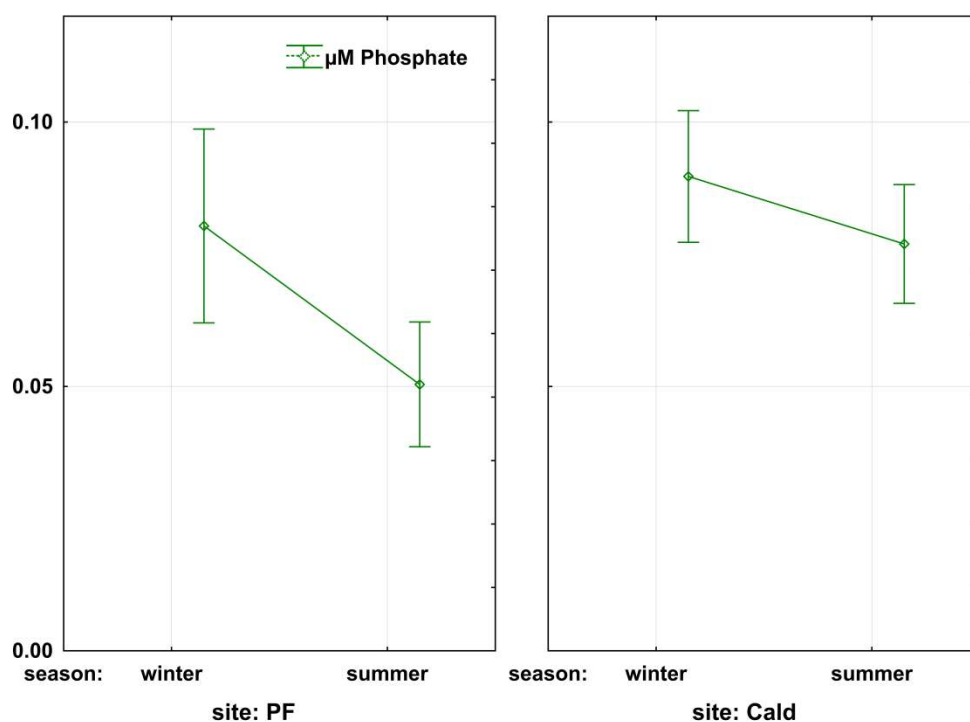 µM Phosphate
0.10
0.05
0.00
season: winter summer season: winter summer
site: PF site: Cald